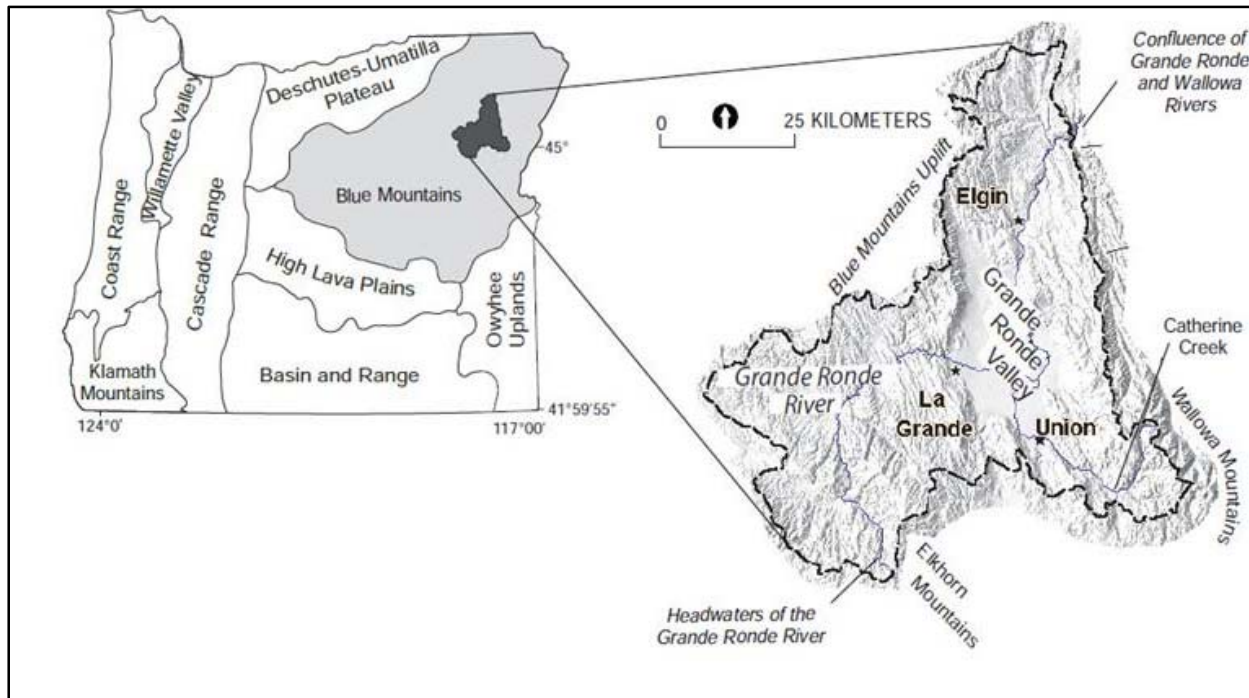 Deschutes-Umatilla
Plateau
Willamette Valley
Coast Range
Cascade Range
Blue Mountains
45°
High Lava Plains
Owyhee
Uplands
Klamath
Mountains
Basin and Range
41°59'55"
124°0'
117°00'
0
25 KILOMETERS
Confluence of
Grande Ronde
and Wallowa
Rivers
Blue Mountains Uplift
Elgin
Grande
Ronde
Valley
Catherine
Creek
Grande Ronde
River
La
Grande
Union
Wallowa Mountains
Elkhorn
Mountains
Headwaters of the
Grande Ronde River